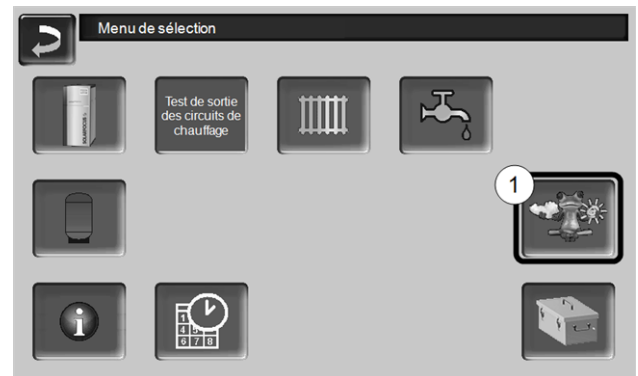 Menu de sélection
Test de sortie
des circuits de
chauffage
1